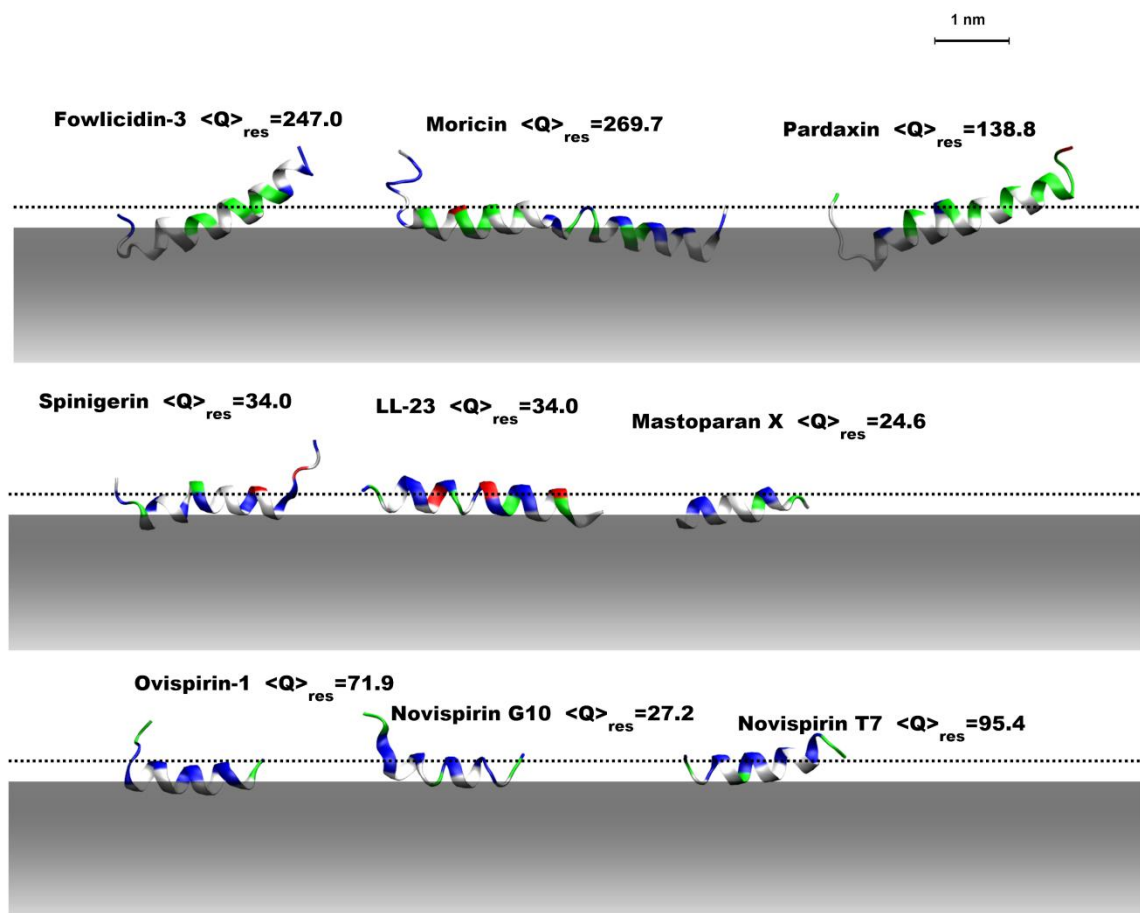 1 nm
Fowlicidin-3 <Q>res=247.0
Moricin <Q>res=269.7
Pardaxin <Q>res=138.8
Spinigerin <Q>res=34.0
LL-23 <Q>res=34.0
Mastoparan X <Q>res=24.6
Ovispirin-1 <Q>res=71.9
Novispirin G10 <Q>res=27.2
Novispirin T7 <Q>res=95.4